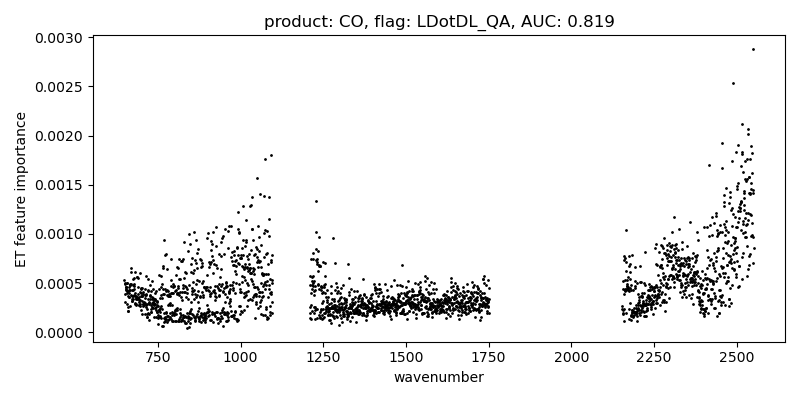 product: CO, flag: LDotDL_QA, AUC: 0.819
ET feature importance
0.0030
0.0025
0.0020
0.0015
0.0010
0.0005
0.0000
750 1000 1250 1500 1750 2000 2250 2500
wavenumber